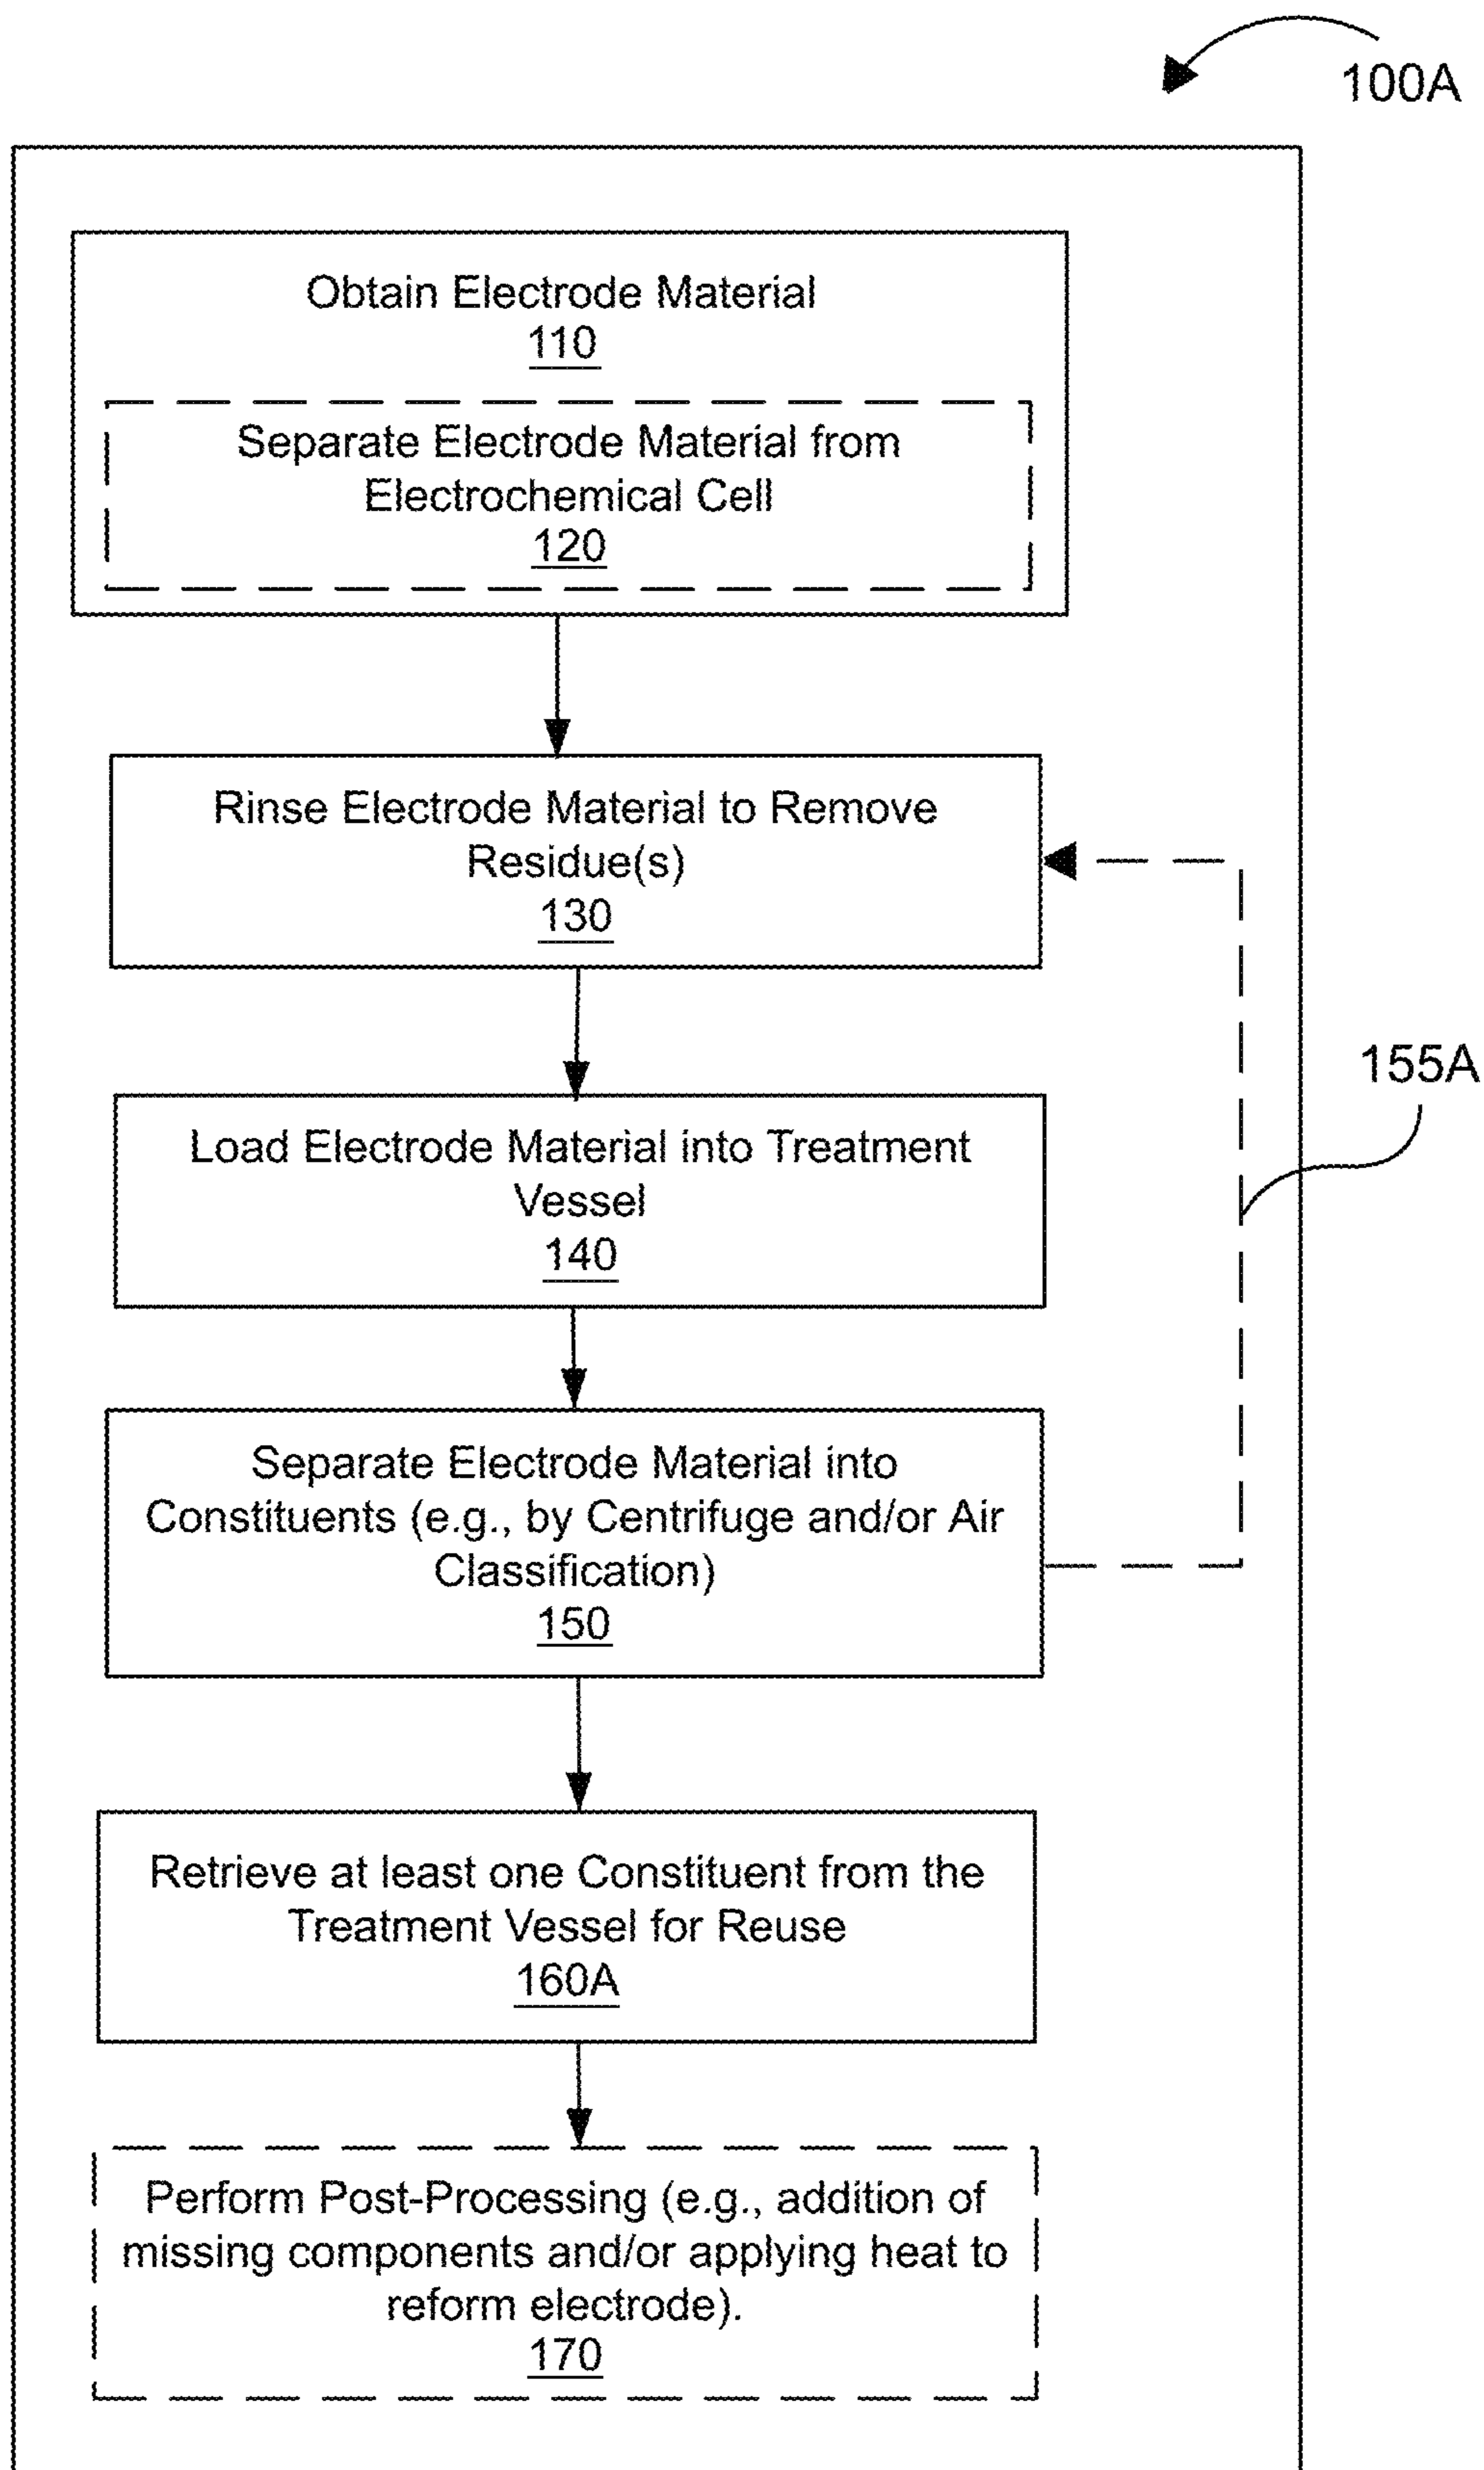 100A
Obtain Electrode Material
110
Separate Electrode Material from
Electrochemical Cell
120
Rinse Electrode Material to Remove
Residue(s)
130
155A
Load Electrode Material into Treatment
Vessel
140
Separate Electrode Material into
Constituents (e.g., by Centrifuge and/or Air
Classification)
150
Retrieve at least one Constituent from the
Treatment Vessel for Reuse
160A
Perform Post-Processing (e.g., addition of
missing components and/or applying heat to
reform electrode).
170